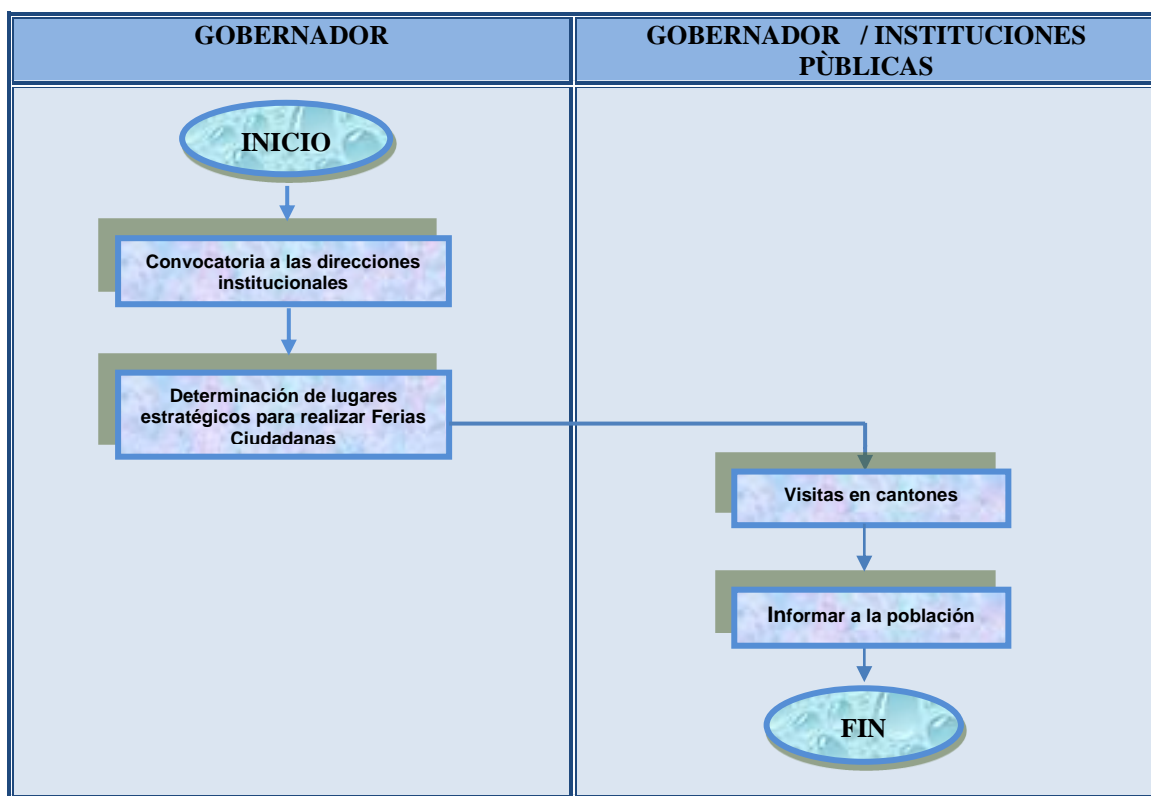 GOBERNADOR
GOBERNADOR / INSTITUCIONES
PÙBLICAS
INICIO
Convocatoria a las direcciones
institucionales
Determinación de lugares
estratégicos para realizar Ferias
Ciudadanas
Visitas en cantones
Informar a la población
FIN